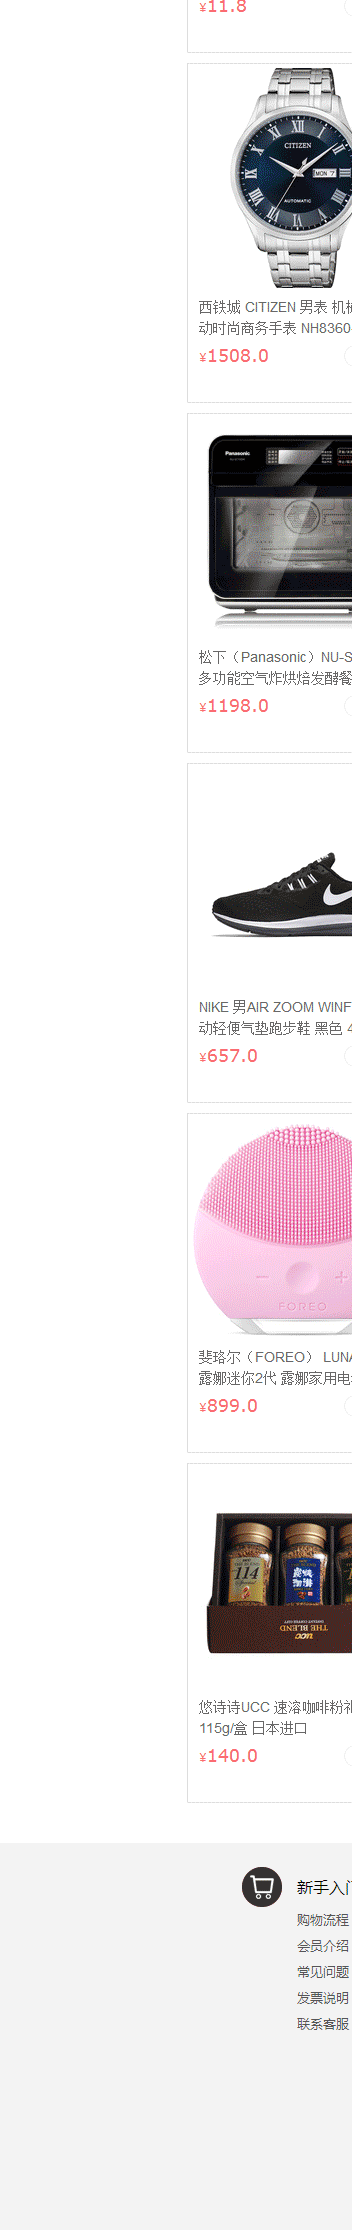 ¥11.8
CITIZEN
MON 7
AUTOMATIC
西铁城 CITIZEN 男表 机
动时尚商务手表 NH8360
¥1508.0
Panasonic
松下（Panasonic）NU-S
多功能空气炸烘焙发酵餐
¥1198.0
NIKE 男AIR ZOOM WINF
动轻便气垫跑步鞋 黑色 4
¥657.0
FOREO
斐珞尔（FOREO） LUNA
露娜迷你2代 露娜家用电
¥899.0
114
ucc
THE BLEND
悠诗诗UCC 速溶咖啡粉礼
115g/盒 日本进口
¥140.0
新手入门
购物流程
会员介绍
常见问题
发票说明
联系客服